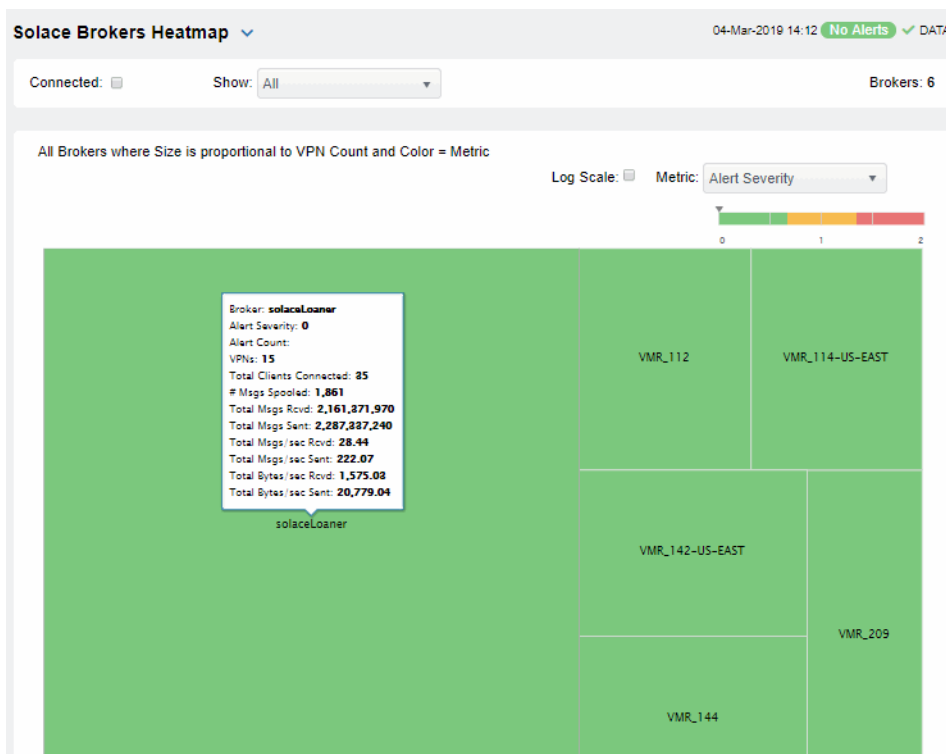 Solace Brokers Heatmap
04-Mar-2019 14:12 No Alerts DATA
Connected: Show: All Brokers: 6
All Brokers where Size is proportional to VPN Count and Color = Metric
Log Scale: Metric: Alert Severity
0 1 2
Broker: solaceLoaner
Alert Severity: 0
Alert Count:
VPNs: 15
Total Clients Connected: 35
# Msgs Spooled: 1,861
Total Msgs Rcvd: 2,161,371,970
Total Msgs Sent: 2,287,337,240
Total Msgs/sec Rcvd: 28.44
Total Msgs/sec Sent: 222.07
Total Bytes/sec Rcvd: 1,575.03
Total Bytes/sec Sent: 20,779.04
solaceLoaner
VMR_112
VMR_114-US-EAST
VMR_142-US-EAST
VMR_209
VMR_144